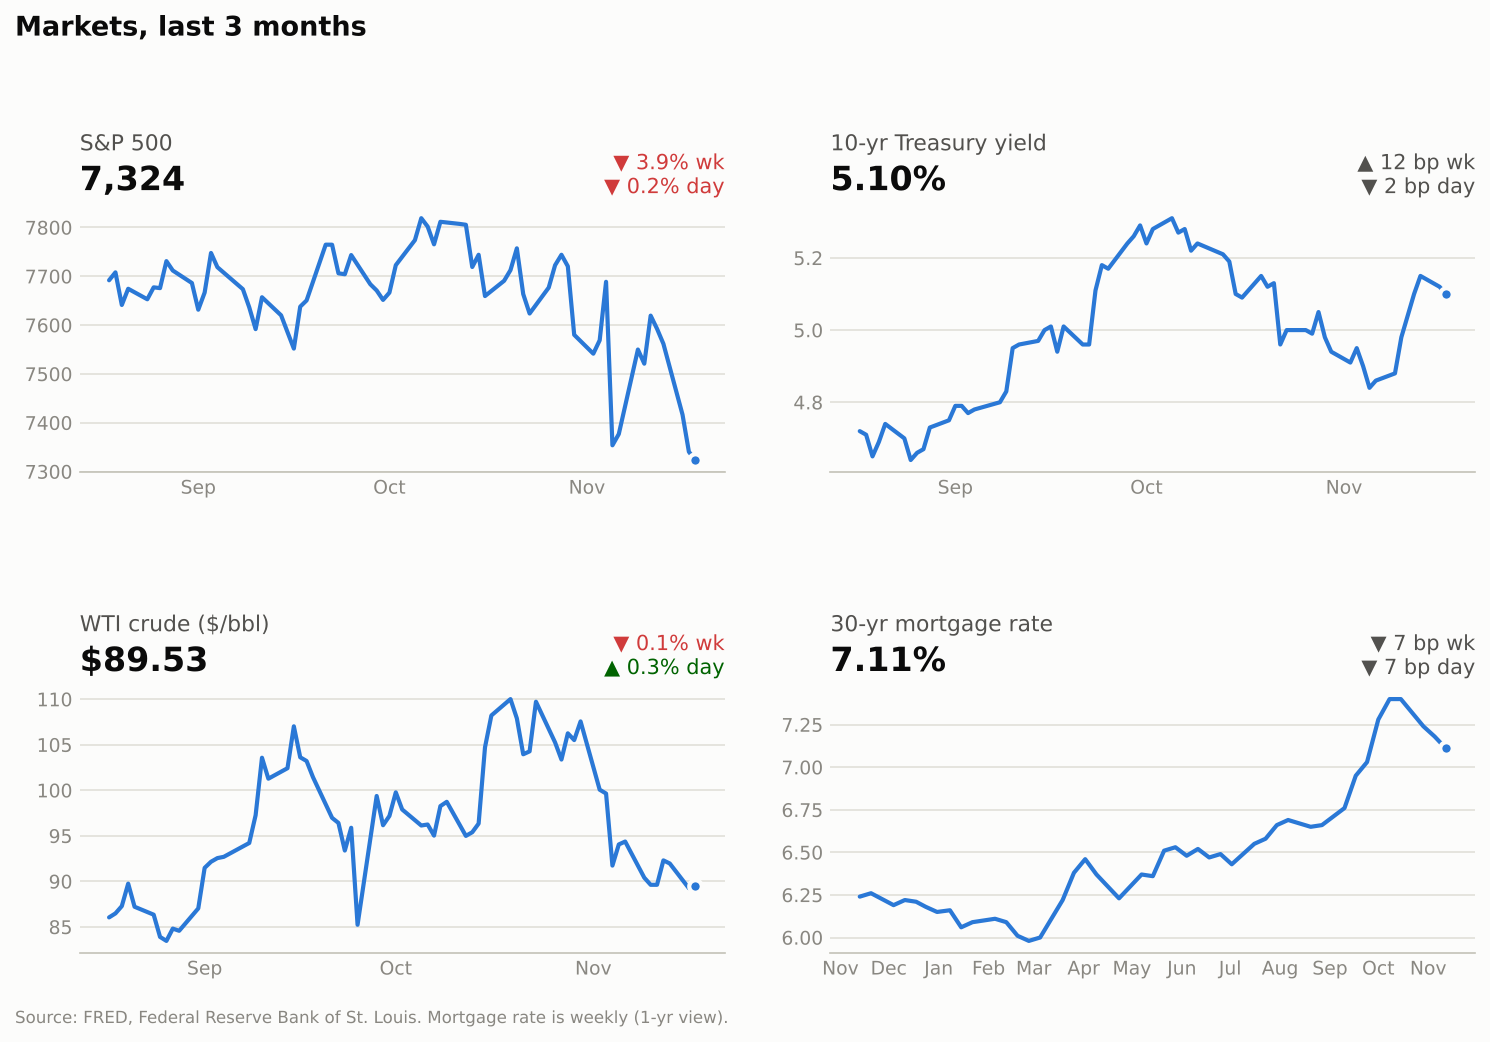 Markets, last 3 months
S&P 500
7,324
▼ 3.9% wk
▼ 0.2% day
7800
7700
7600
7500
7400
7300
Sep Oct Nov
10-yr Treasury yield
5.10%
▲ 12 bp wk
▼ 2 bp day
5.2
5.0
4.8
Sep Oct Nov
WTI crude ($/bbl)
$89.53
▼ 0.1% wk
▲ 0.3% day
110
105
100
95
90
85
Sep Oct Nov
30-yr mortgage rate
7.11%
▼ 7 bp wk
▼ 7 bp day
7.25
7.00
6.75
6.50
6.25
6.00
Nov Dec Jan Feb Mar Apr May Jun Jul Aug Sep Oct Nov
Source: FRED, Federal Reserve Bank of St. Louis. Mortgage rate is weekly (1-yr view).